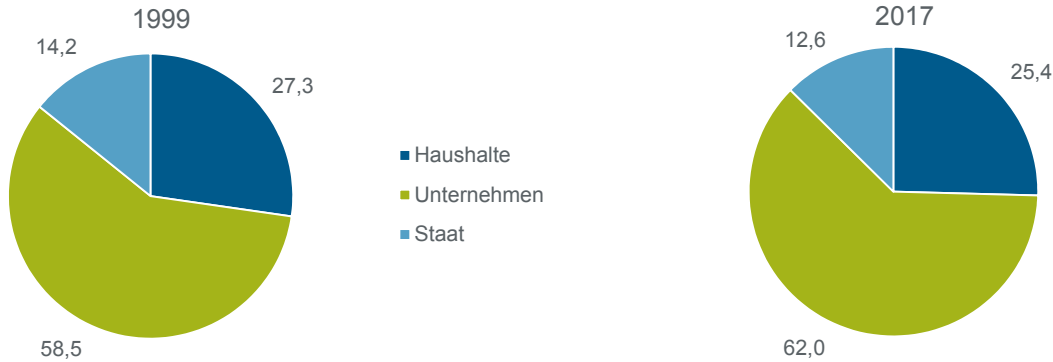 1999
14,2
27,3
58,5
Haushalte
Unternehmen
Staat
2017
12,6
25,4
62,0